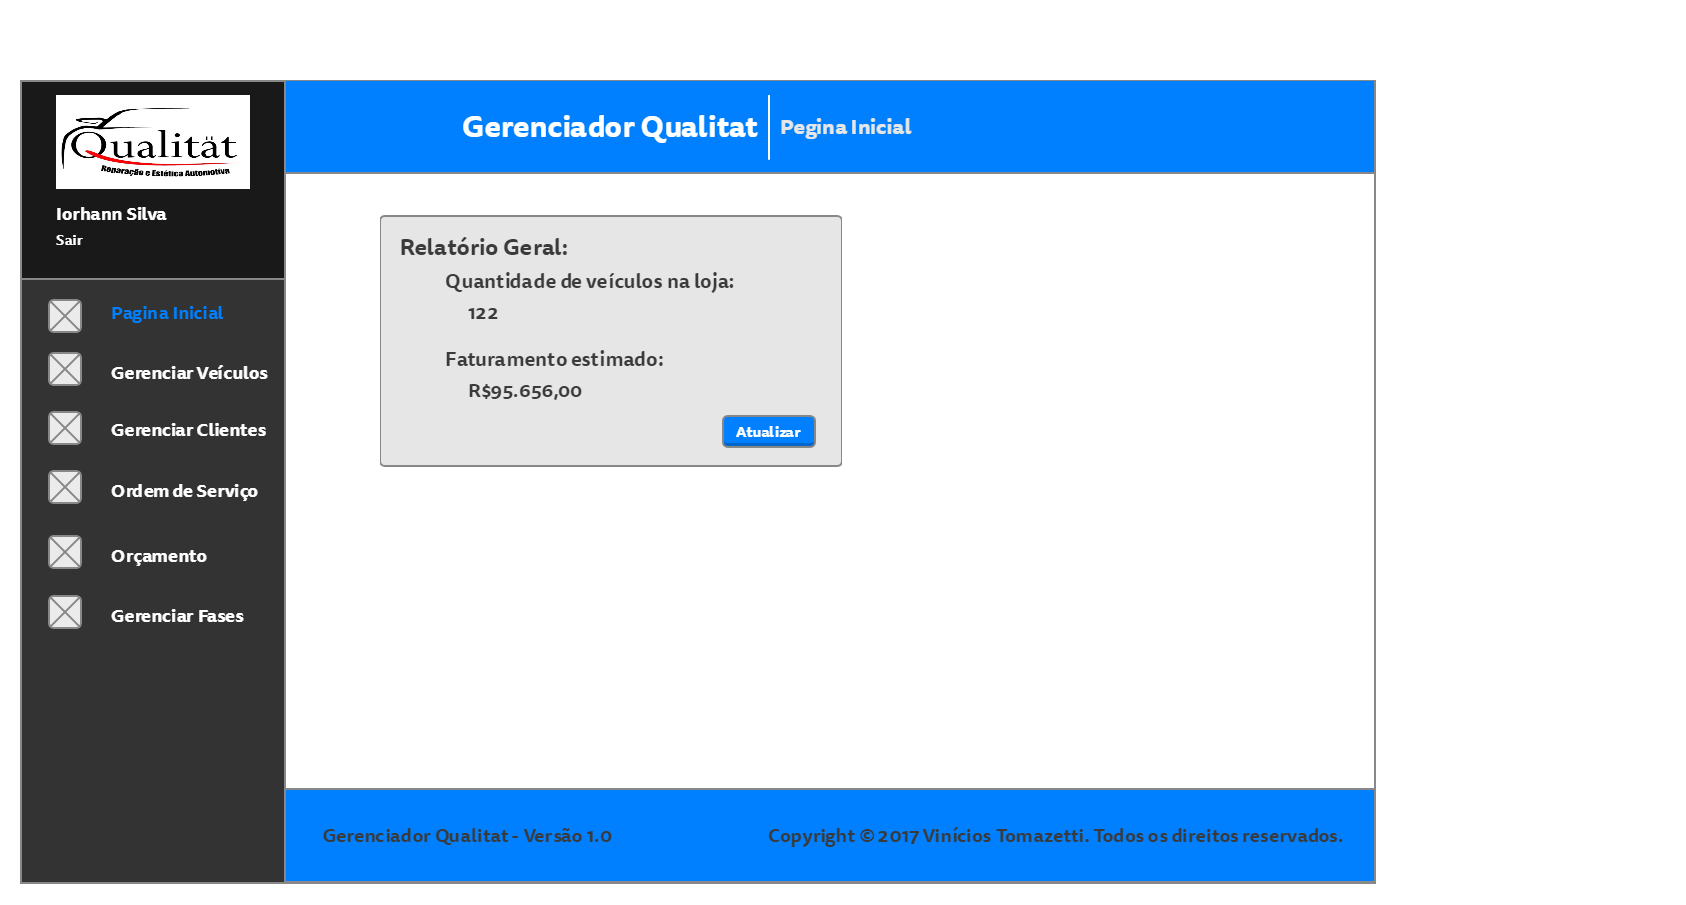 Qualität
Reparação e Estética Automotiva
Iorhann Silva
Sair
Pagina Inicial
Gerenciar Veículos
Gerenciar Clientes
Ordem de Serviço
Orçamento
Gerenciar Fases
Gerenciador Qualitat
Pegina Inicial
Relatório Geral:
Quantidade de veículos na loja:
122
Faturamento estimado:
R$95.656,00
Atualizar
Gerenciador Qualitat - Versão 1.0
Copyright © 2017 Vinícios Tomazetti. Todos os direitos reservados.